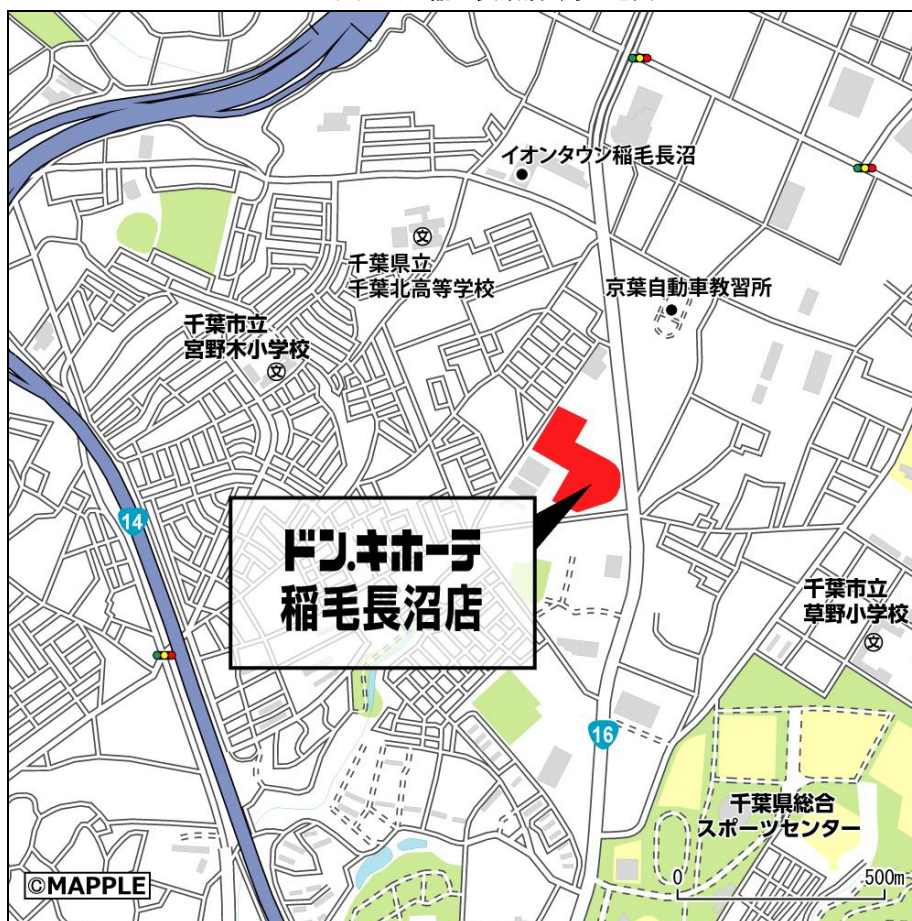 イオンタウン稲毛長沼
文
千葉県立
千葉北高等学校
京葉自動車教習所
千葉市立
宮野木小学校
文
14
ドン.キホーテ
稲毛長沼店
千葉市立
草野小学校
文
16
千葉県総合
スポーツセンター
©MAPPLE
0 500m